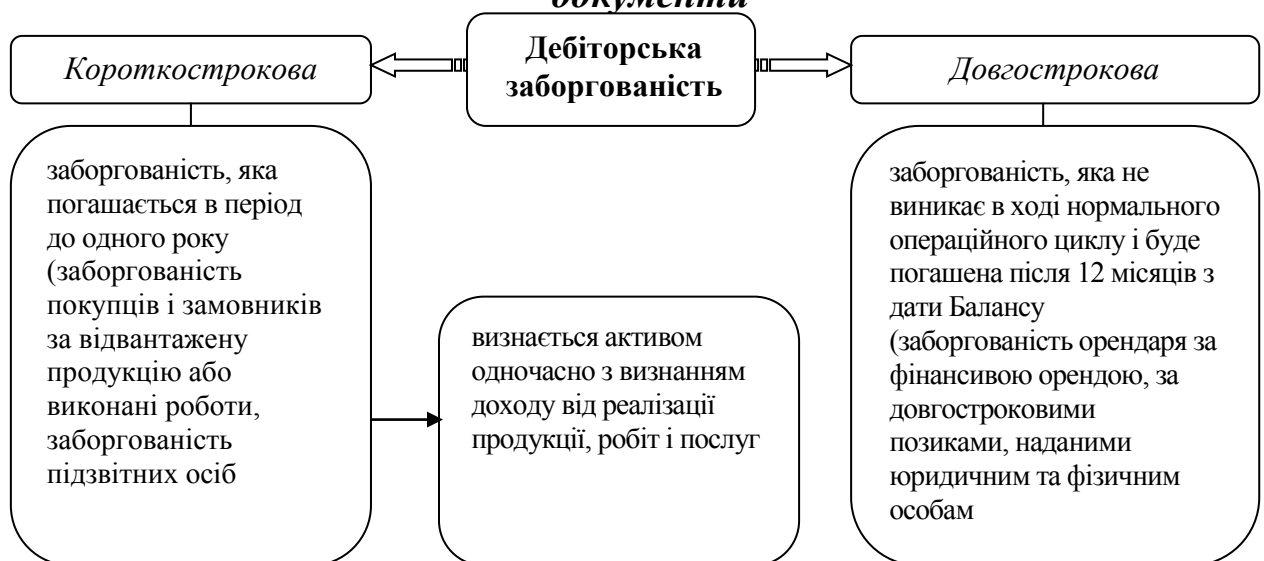 документи
Дебіторська
заборгованість
Короткострокова
Довгострокова
заборгованість, яка
погашається в період
до одного року
(заборгованість
покупців і замовників
за відвантажену
продукцію або
виконані роботи,
заборгованість
підзвітних осіб
визнається активом
одночасно з визнанням
доходу від реалізації
продукції, робіт і послуг
заборгованість, яка не
виникає в ході нормального
операційного циклу і буде
погашена після 12 місяців з
дати Балансу
(заборгованість орендаря за
фінансивою орендою, за
довгостроковими
позиками, наданими
юридичним та фізичним
особам